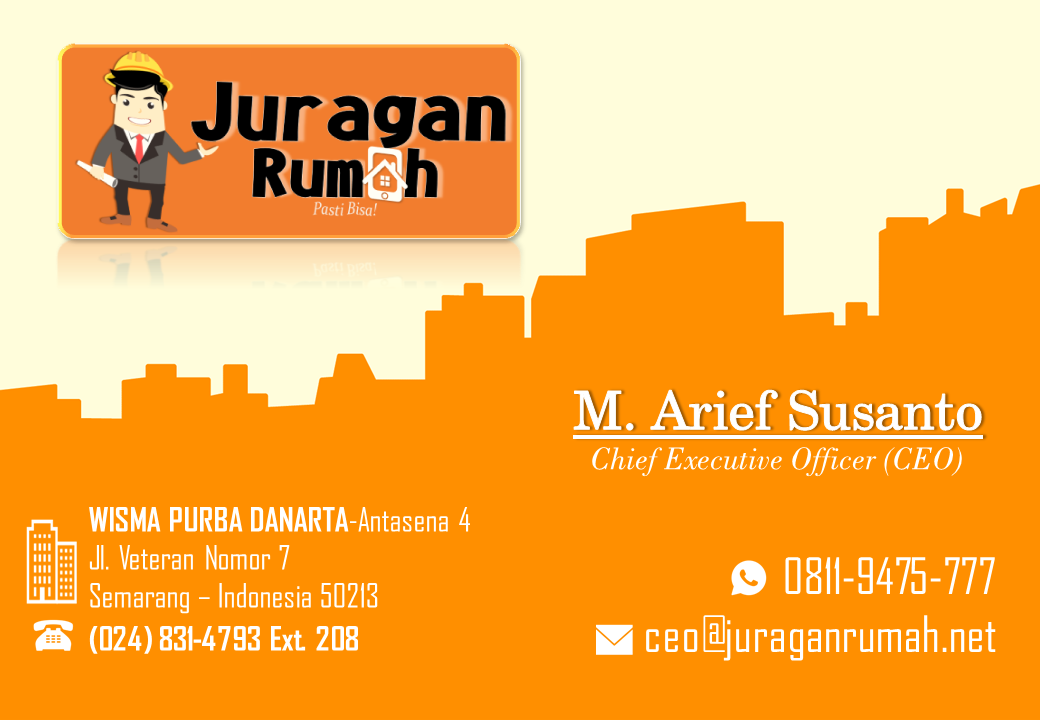 Juragan
Rumah
Pasti Bisa!
M. Arief Susanto
Chief Executive Officer (CEO)
WISMA PURBA DANARTA-Antasena 4
Jl. Veteran Nomor 7
Semarang – Indonesia 50213
(024) 831-4793 Ext. 208
0811-9475-777
ceo@juraganrumah.net